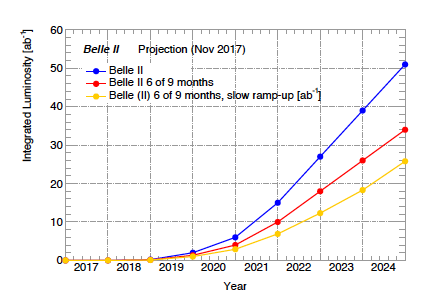 Belle II Projection (Nov 2017)
Belle II
Belle II 6 of 9 months
Belle (II) 6 of 9 months, slow ramp-up [ab⁻¹]
Integrated Luminosity [ab⁻¹]
60
50
40
30
20
10
0
2017 2018 2019 2020 2021 2022 2023 2024
Year